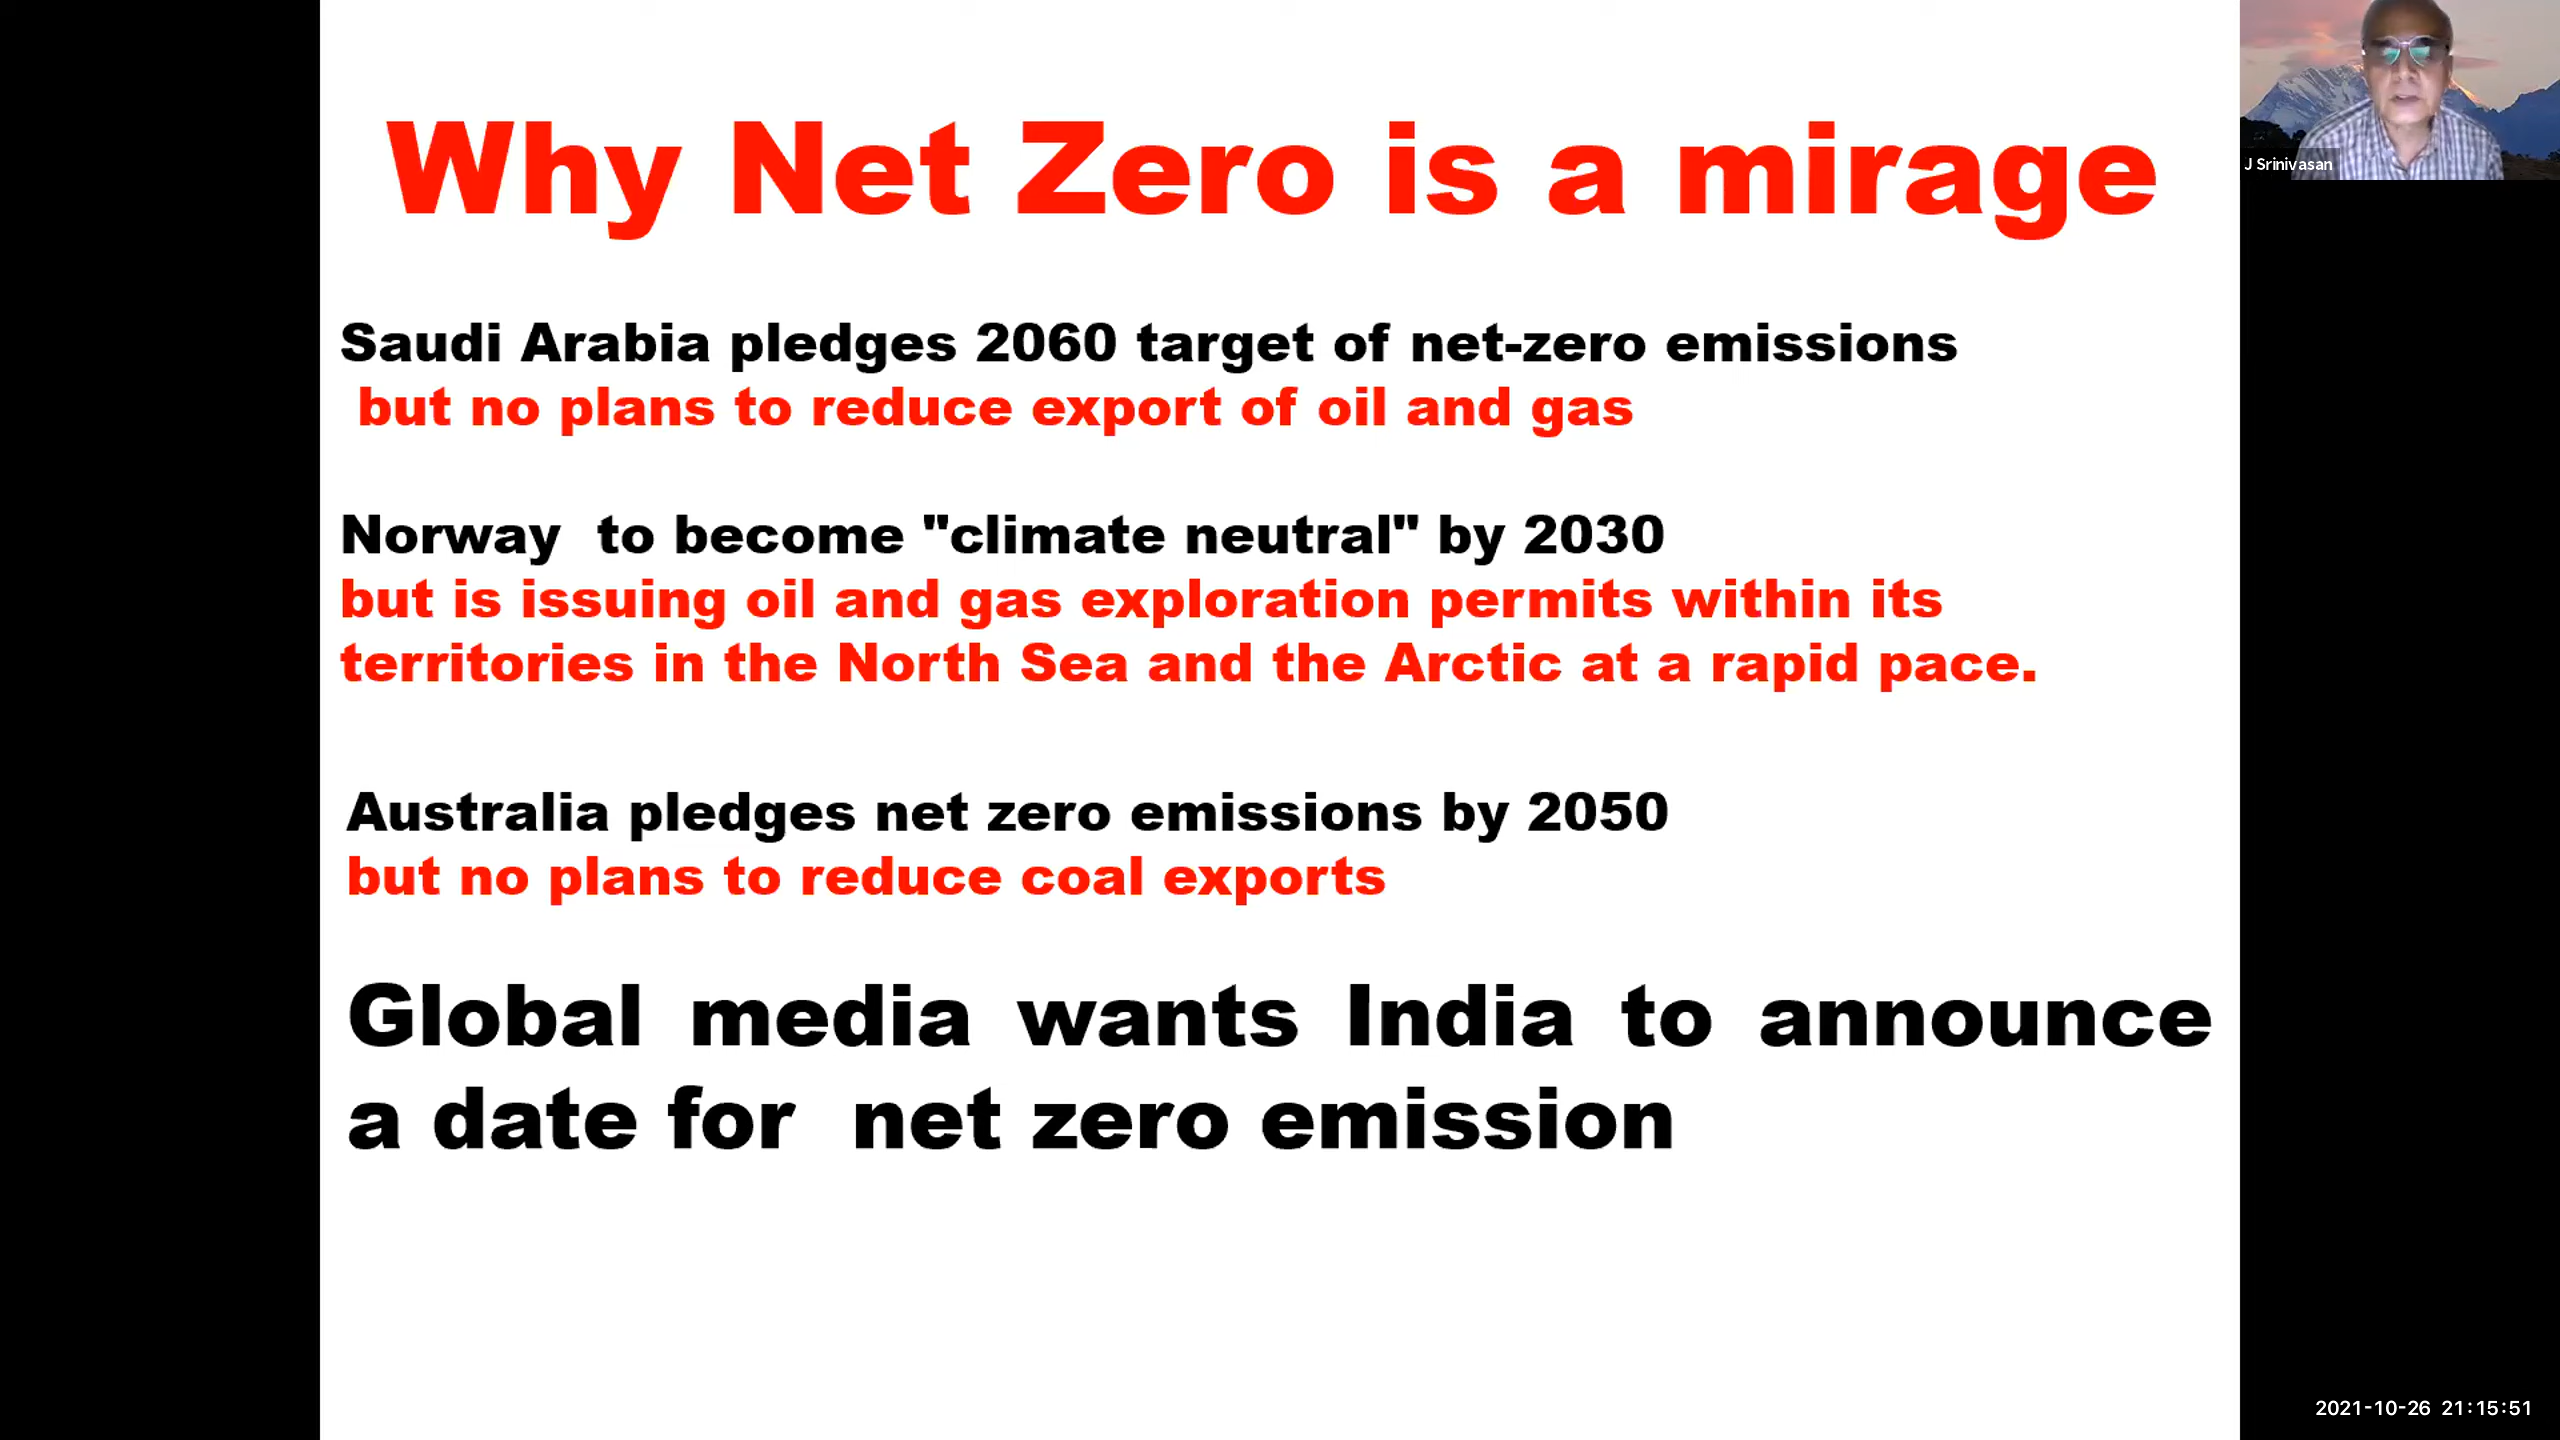 Why Net Zero is a mirage
J Srinivasan
Saudi Arabia pledges 2060 target of net-zero emissions
but no plans to reduce export of oil and gas
Norway to become "climate neutral" by 2030
but is issuing oil and gas exploration permits within its
territories in the North Sea and the Arctic at a rapid pace.
Australia pledges net zero emissions by 2050
but no plans to reduce coal exports
Global media wants India to announce
a date for net zero emission
2021-10-26 21:15:51